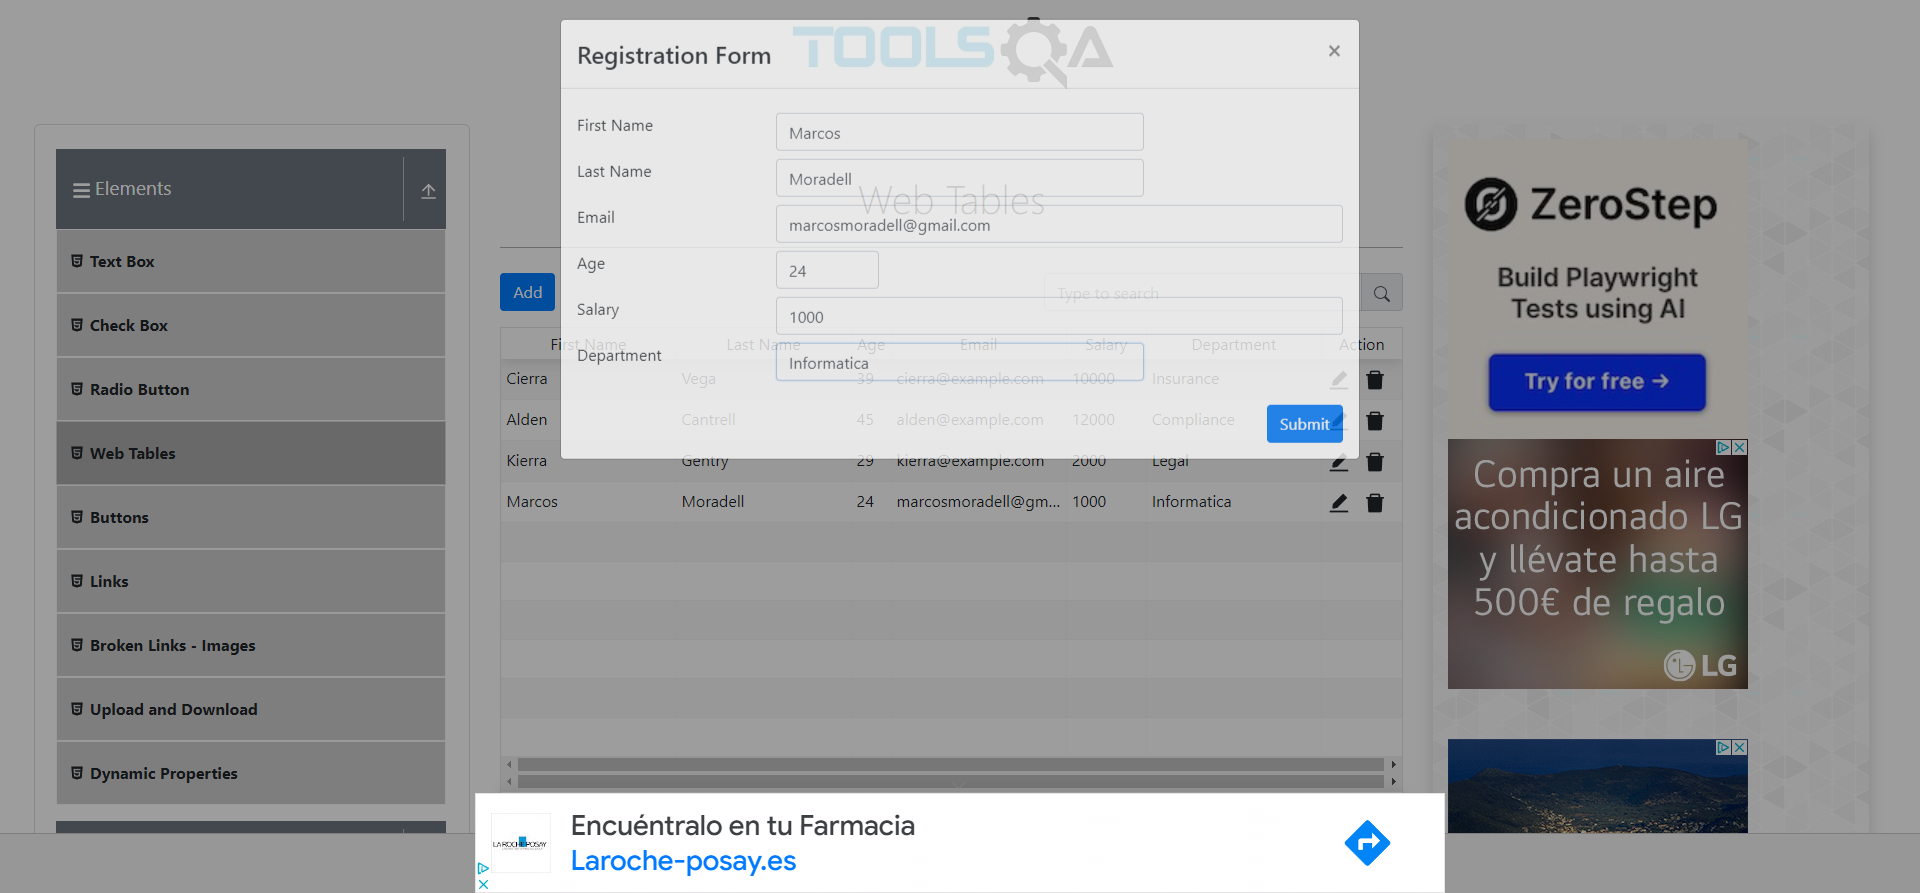 TOOLSQA
Registration Form ×
First Name Marcos
Last Name Moradell
Web Tables
Email marcosmoradell@gmail.com
Age 24
Salary 1000
Department Informatica
Submit
Elements
Text Box
Check Box
Radio Button
Web Tables
Buttons
Links
Broken Links - Images
Upload and Download
Dynamic Properties
Add Type to search
First Name Last Name Age Email Salary Department Action
Cierra Vega 39 cierra@example.com 10000 Insurance
Alden Cantrell 45 alden@example.com 12000 Compliance
Kierra Gentry 29 kierra@example.com 2000 Legal
Marcos Moradell 24 marcosmoradell@gm... 1000 Informatica
ZeroStep
Build Playwright
Tests using AI
Try for free →
Compra un aire
acondicionado LG
y llévate hasta
500€ de regalo
LG
LA ROCHE-POSAY
Encuéntralo en tu Farmacia
Laroche-posay.es